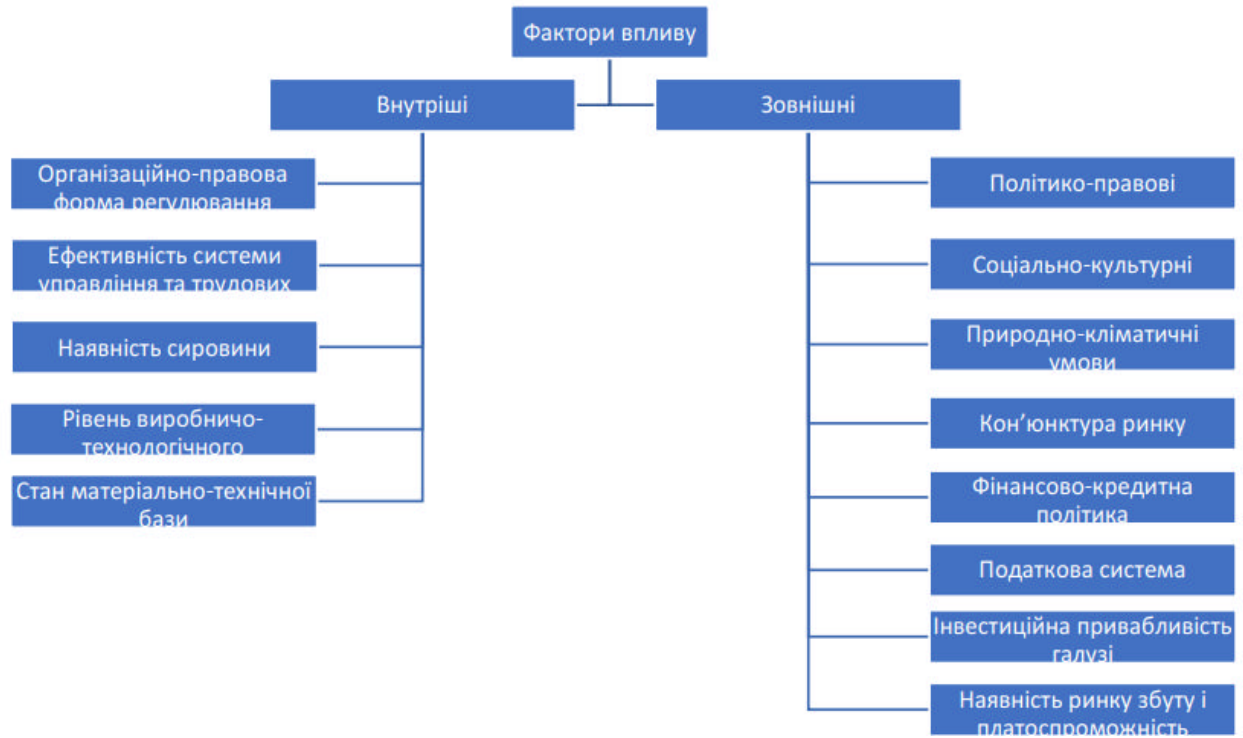 Фактори впливу
Внутріші
Зовнішні
Організаційно-правова
форма регулювання
Ефективність системи
управління та трудових
Наявність сировини
Рівень виробничо-
технологічного
Стан матеріально-технічної
бази
Політико-правові
Соціально-культурні
Природно-кліматичні
умови
Кон’юнктура ринку
Фінансово-кредитна
політика
Податкова система
Інвестиційна привабливість
галузі
Наявність ринку збуту і
платоспроможність